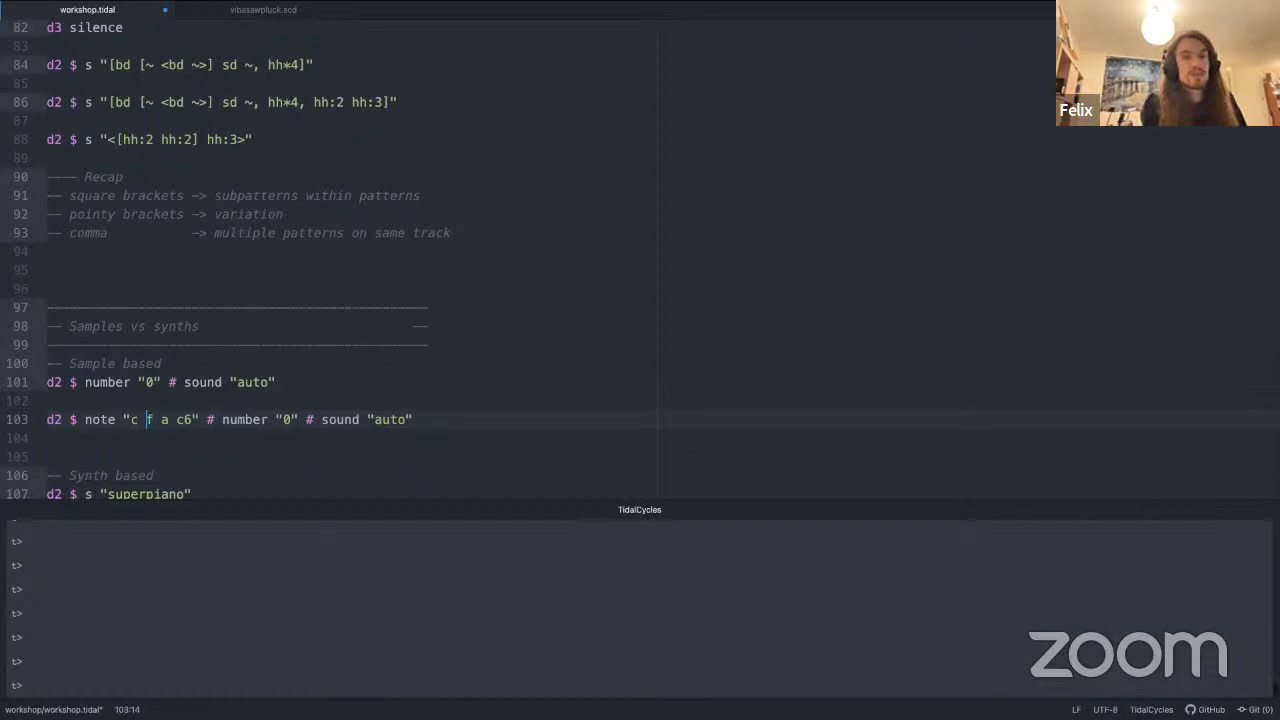 workshop.tidal
vibasawpluck.scd
82 d3 silence
83
84 d2 $ s "[bd [~ <bd ~>] sd ~, hh*4]"
85
86 d2 $ s "[bd [~ <bd ~>] sd ~, hh*4, hh:2 hh:3]"
87
88 d2 $ s "<[hh:2 hh:2] hh:3>"
89
90 ---- Recap
91 -- square brackets -> subpatterns within patterns
92 -- pointy brackets -> variation
93 -- comma -> multiple patterns on same track
94
95
96
97 ---------------------------------------------------
98 -- Samples vs synths --
99 ---------------------------------------------------
100 -- Sample based
101 d2 $ number "0" # sound "auto"
102
103 d2 $ note "c f a c6" # number "0" # sound "auto"
104
105
106 -- Synth based
107 d2 $ s "superpiano"
Felix
TidalCycles
t>
t>
t>
t>
t>
t>
t>
zoom
workshop/workshop.tidal* 103:14 LF UTF-8 TidalCycles GitHub Git (0)